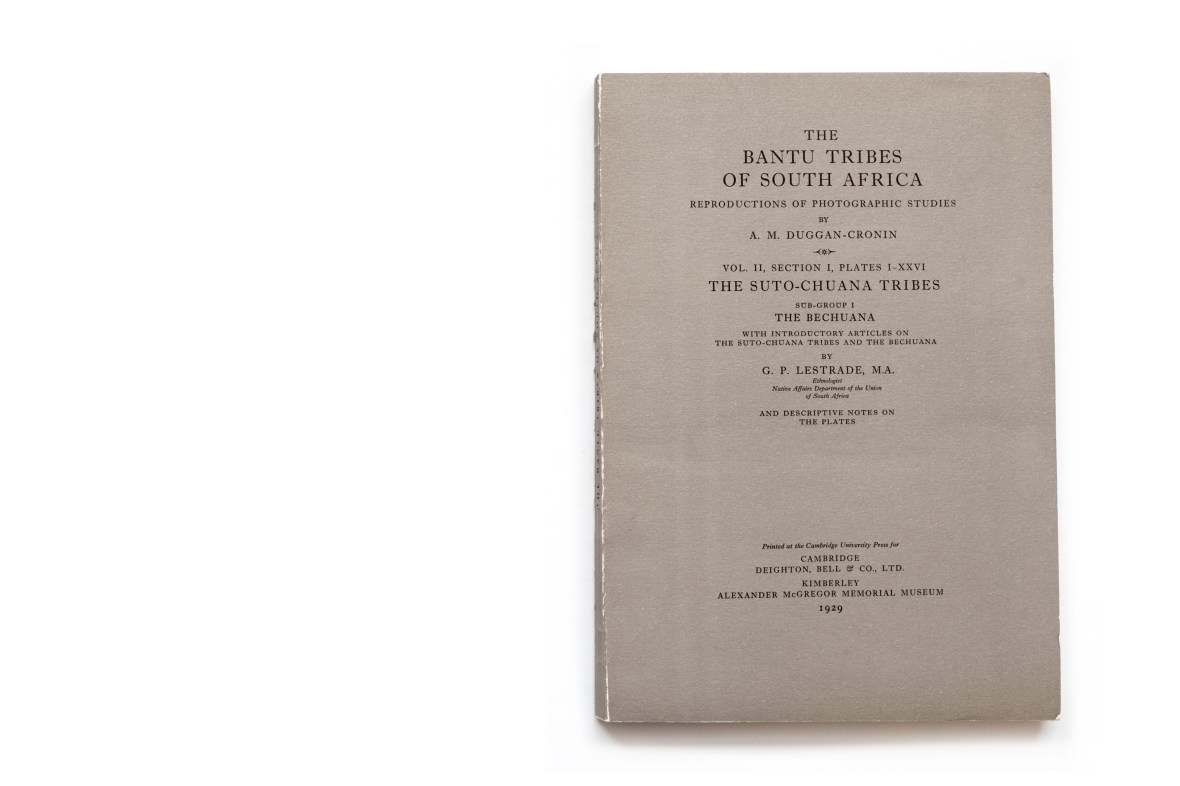 THE
BANTU TRIBES
OF SOUTH AFRICA
REPRODUCTIONS OF PHOTOGRAPHIC STUDIES
BY
A. M. DUGGAN-CRONIN
VOL. II, SECTION I, PLATES I–XXVI
THE SUTO-CHUANA TRIBES
SUB-GROUP I
THE BECHUANA
WITH INTRODUCTORY ARTICLES ON
THE SUTO-CHUANA TRIBES AND THE BECHUANA
BY
G. P. LESTRADE, M.A.
Ethnologist
Native Affairs Department of the Union
of South Africa
AND DESCRIPTIVE NOTES ON
THE PLATES
Printed at the Cambridge University Press for
CAMBRIDGE
DEIGHTON, BELL & CO., LTD.
KIMBERLEY
ALEXANDER McGREGOR MEMORIAL MUSEUM
1929